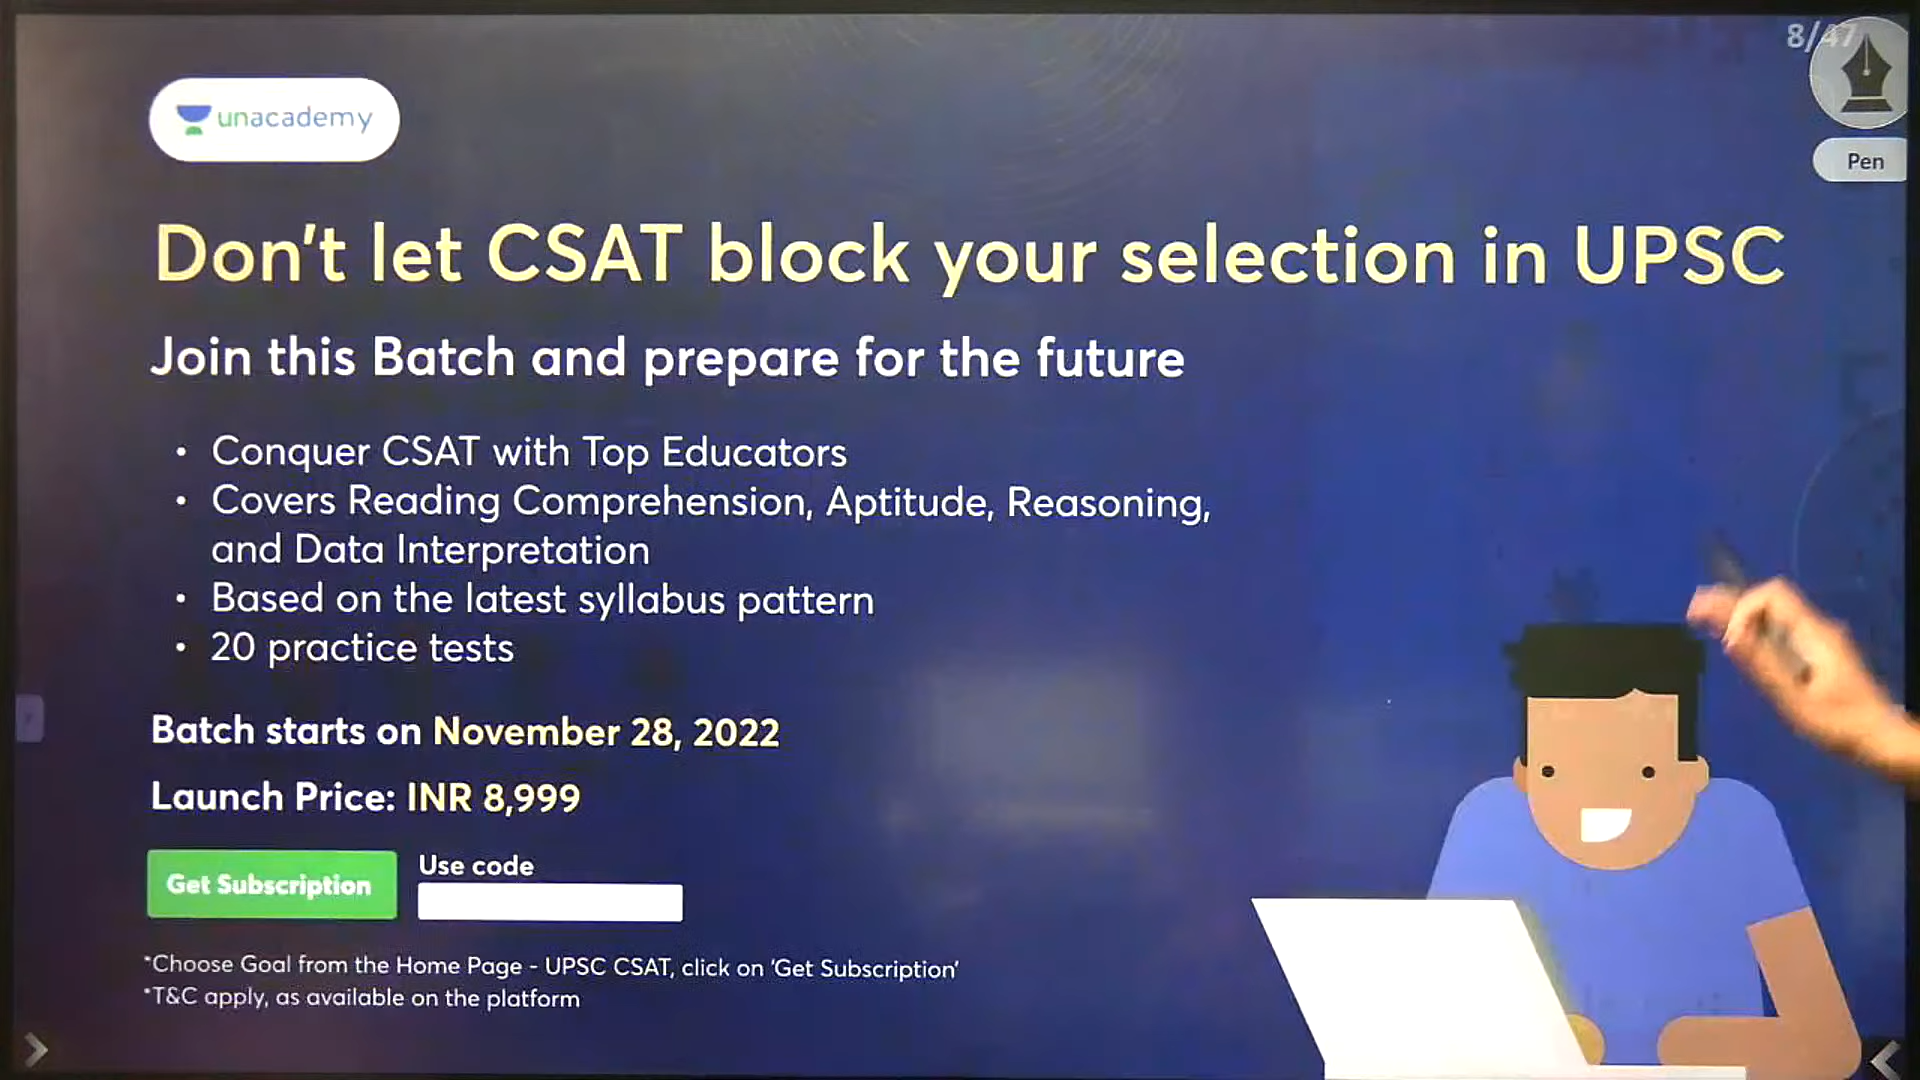 8/47
unacademy
Pen
Don't let CSAT block your selection in UPSC
Join this Batch and prepare for the future
• Conquer CSAT with Top Educators
• Covers Reading Comprehension, Aptitude, Reasoning,
and Data Interpretation
• Based on the latest syllabus pattern
• 20 practice tests
Batch starts on November 28, 2022
Launch Price: INR 8,999
Get Subscription
Use code
*Choose Goal from the Home Page - UPSC CSAT, click on 'Get Subscription'
*T&C apply, as available on the platform